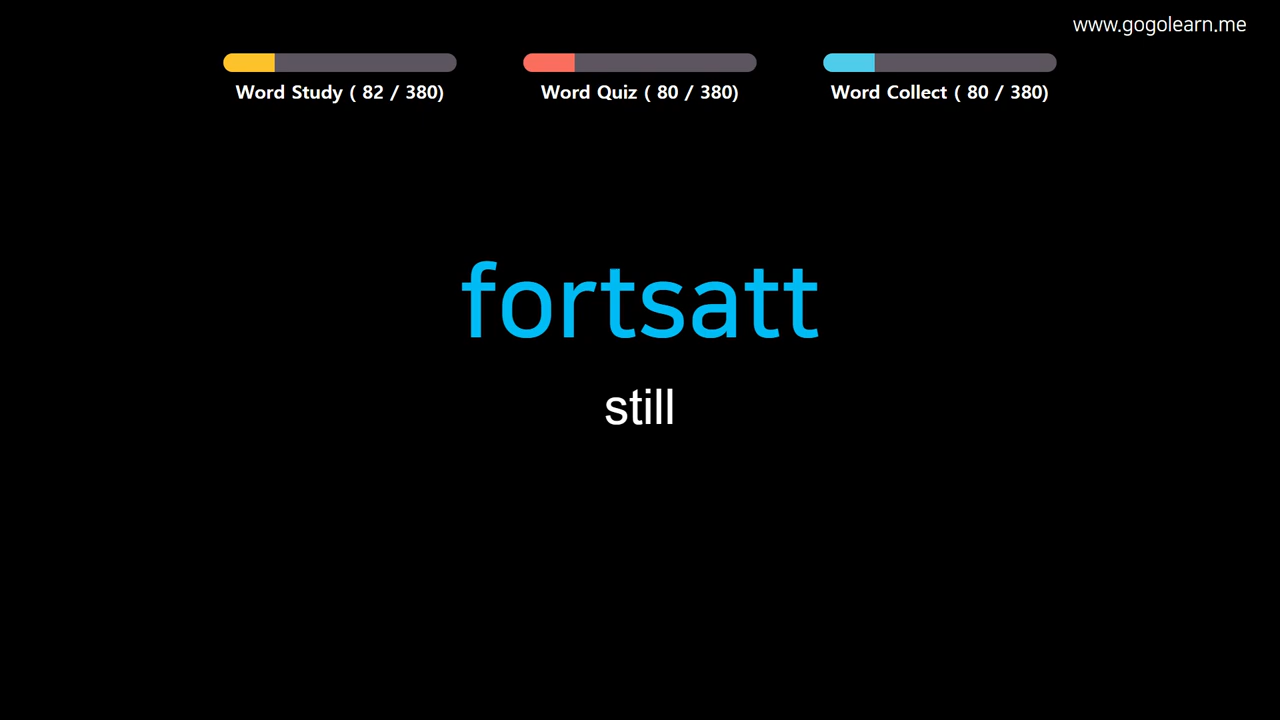 www.gogolearn.me
Word Study ( 82 / 380)
Word Quiz ( 80 / 380)
Word Collect ( 80 / 380)
fortsatt
still